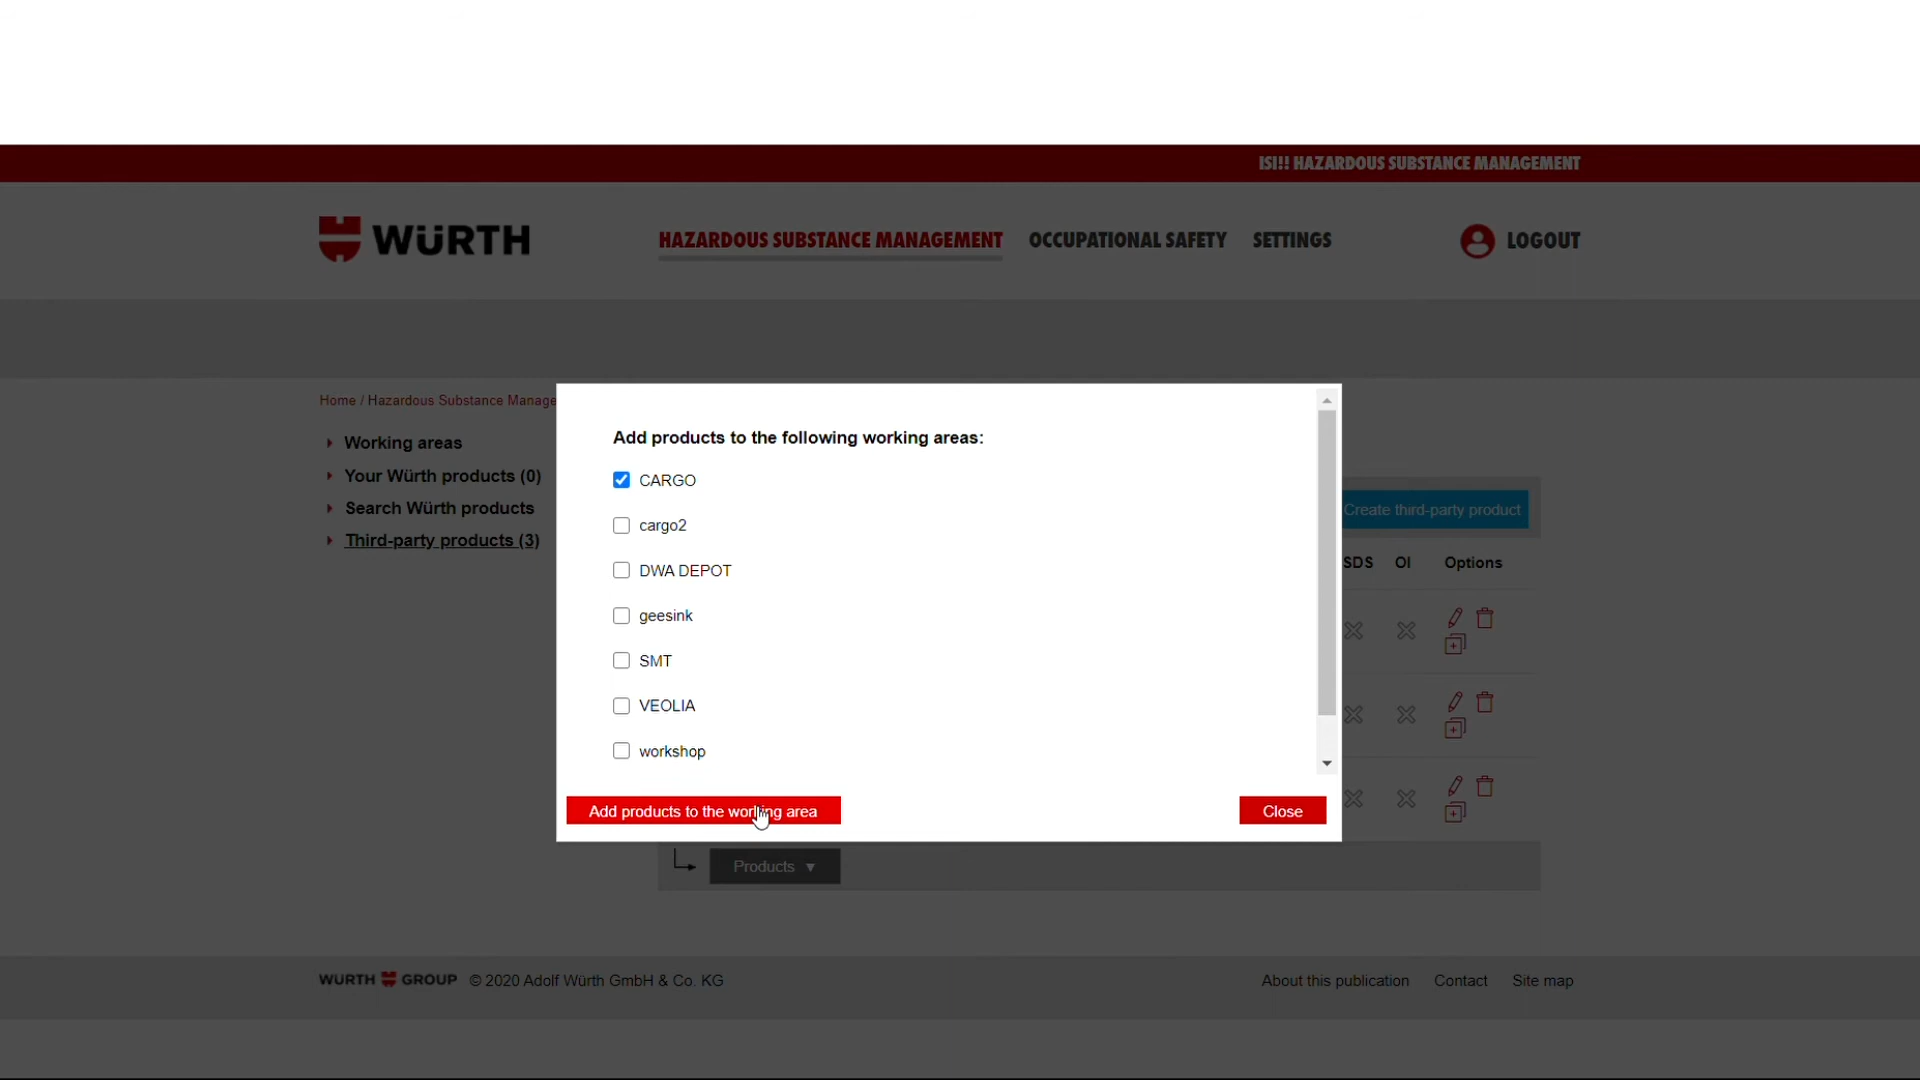 ISI!! HAZARDOUS SUBSTANCE MANAGEMENT
WÜRTH
HAZARDOUS SUBSTANCE MANAGEMENT
OCCUPATIONAL SAFETY
SETTINGS
LOGOUT
Home / Hazardous Substance Manage
Working areas
Your Würth products (0)
Search Würth products
Third-party products (3)
Add products to the following working areas:
CARGO
cargo2
DWA DEPOT
geesink
SMT
VEOLIA
workshop
Add products to the working area
Close
Create third-party product
SDS OI Options
Products ▼
WURTH GROUP © 2020 Adolf Würth GmbH & Co. KG
About this publication Contact Site map